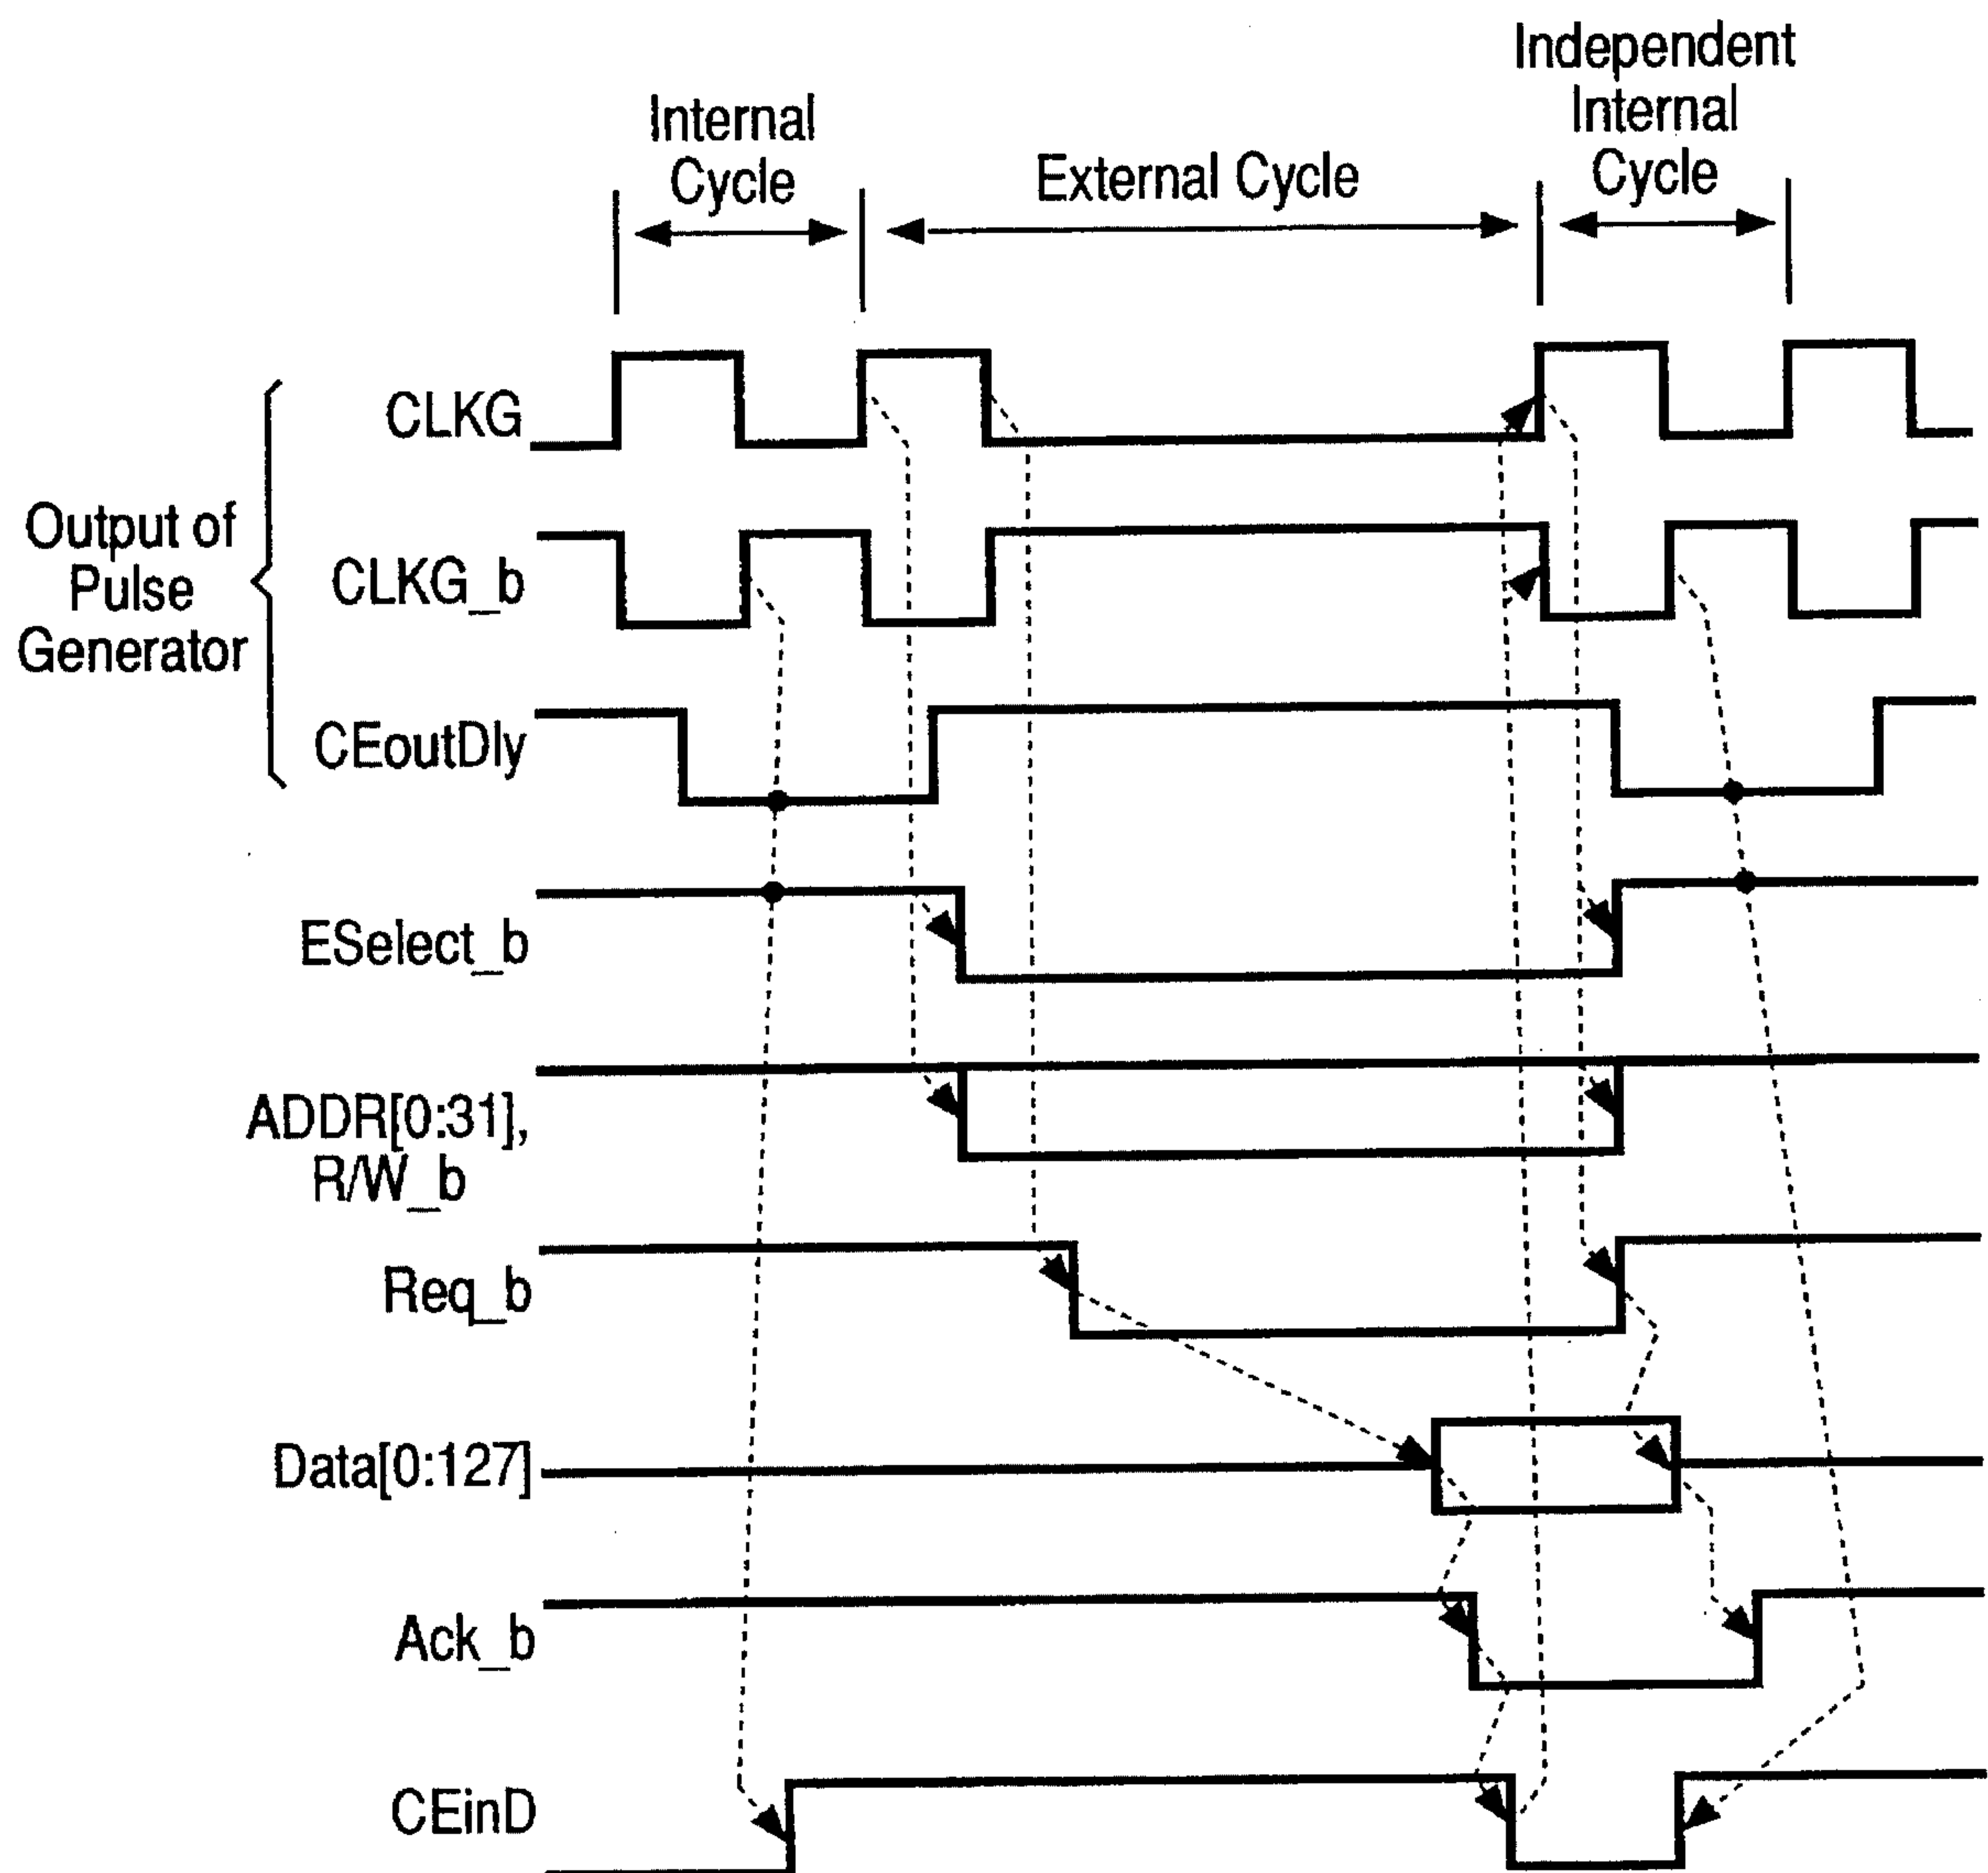 Independent
Internal
Cycle
Internal
Cycle
External Cycle
CLKG
Output of
Pulse
Generator
CLKG_b
CEoutDly
ESelect_b
ADDR[0:31],
R/W_b
Req_b
Data[0:127]
Ack_b
CEinD